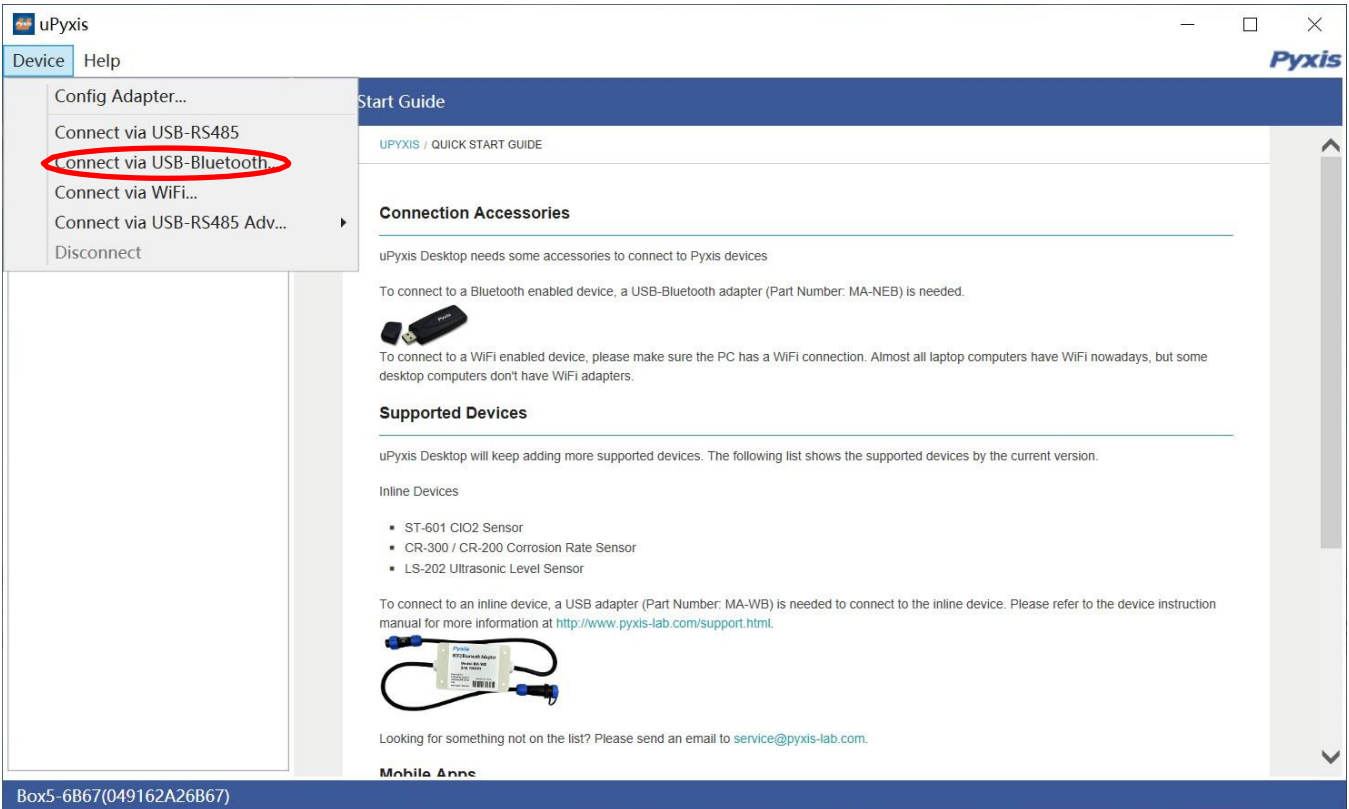 uPyxis
Device Help
Pyxis
Config Adapter...
Connect via USB-RS485
Connect via USB-Bluetooth...
Connect via WiFi...
Connect via USB-RS485 Adv...
Disconnect
Start Guide
UPYXIS / QUICK START GUIDE
Connection Accessories
uPyxis Desktop needs some accessories to connect to Pyxis devices
To connect to a Bluetooth enabled device, a USB-Bluetooth adapter (Part Number: MA-NEB) is needed.
Pyxis
To connect to a WiFi enabled device, please make sure the PC has a WiFi connection. Almost all laptop computers have WiFi nowadays, but some
desktop computers don't have WiFi adapters.
Supported Devices
uPyxis Desktop will keep adding more supported devices. The following list shows the supported devices by the current version.
Inline Devices
ST-601 ClO2 Sensor
CR-300 / CR-200 Corrosion Rate Sensor
LS-202 Ultrasonic Level Sensor
To connect to an inline device, a USB adapter (Part Number: MA-WB) is needed to connect to the inline device. Please refer to the device instruction
manual for more information at http://www.pyxis-lab.com/support.html.
Pyxis
Looking for something not on the list? Please send an email to service@pyxis-lab.com.
Mobile Apps
Box5-6B67(049162A26B67)